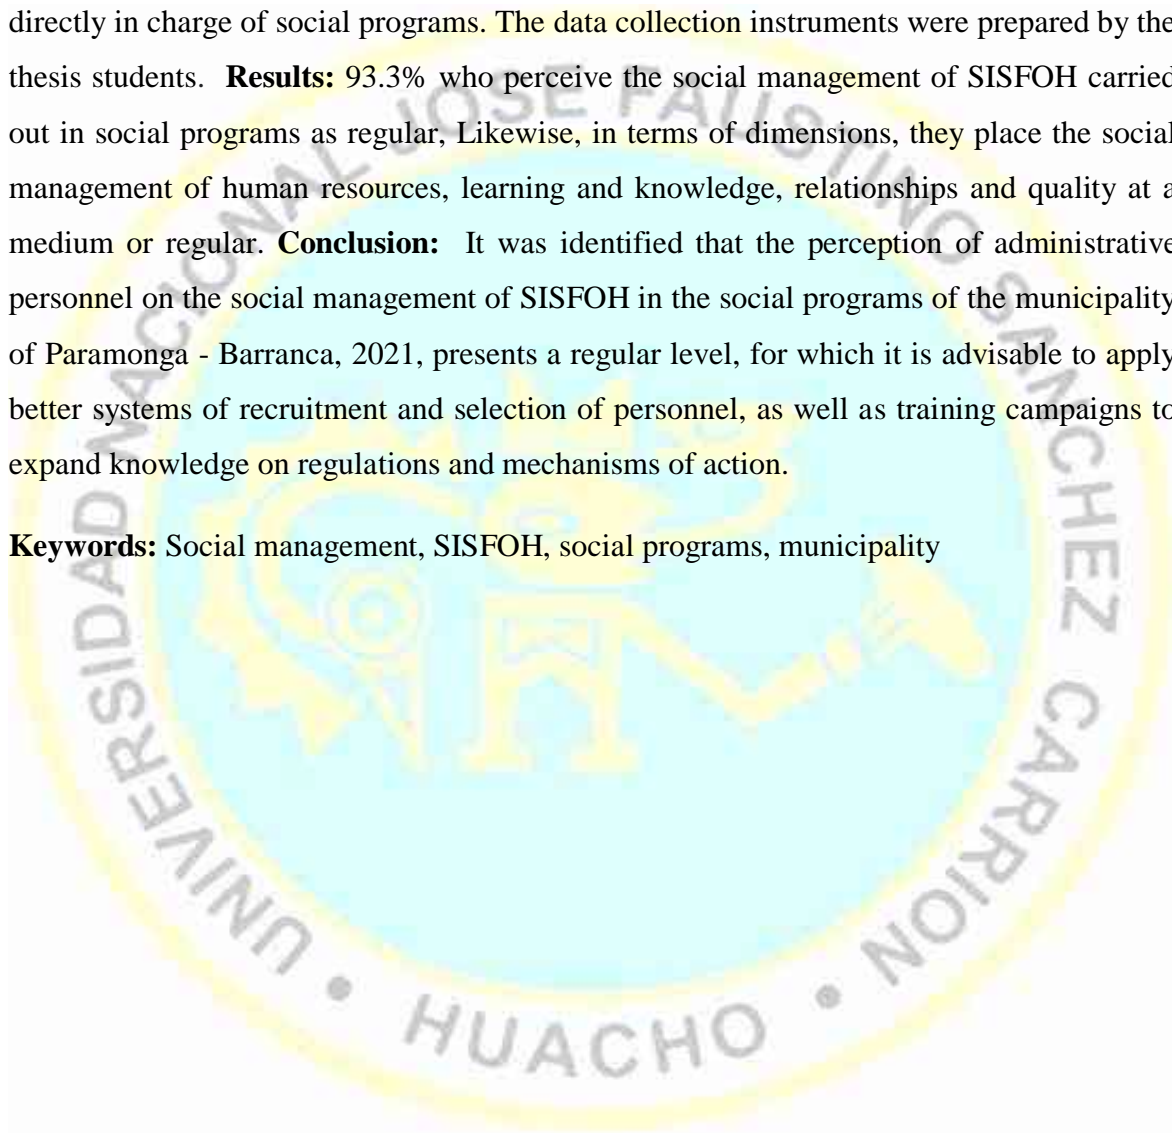 directly in charge of social programs. The data collection instruments were prepared by the
thesis students. Results: 93.3% who perceive the social management of SISFOH carried
out in social programs as regular, Likewise, in terms of dimensions, they place the social
management of human resources, learning and knowledge, relationships and quality at a
medium or regular. Conclusion: It was identified that the perception of administrative
personnel on the social management of SISFOH in the social programs of the municipality
of Paramonga - Barranca, 2021, presents a regular level, for which it is advisable to apply
better systems of recruitment and selection of personnel, as well as training campaigns to
expand knowledge on regulations and mechanisms of action.
Keywords: Social management, SISFOH, social programs, municipality
UNIVERSIDAD NACIONAL JOSE FAUSTINO SANCHEZ CARRION
• HUACHO •